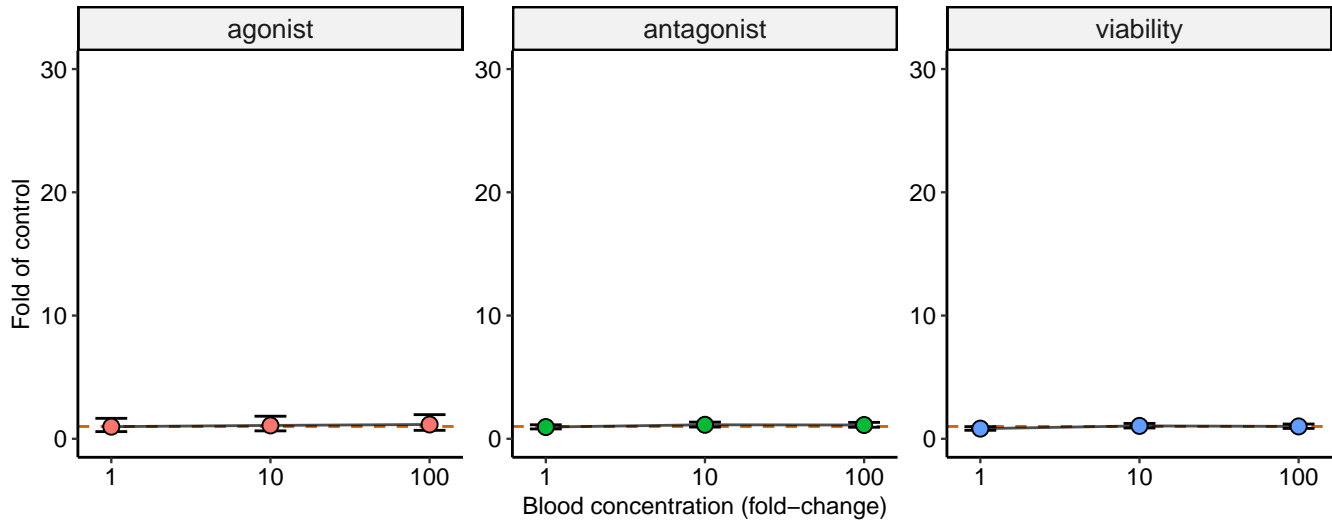 agonist antagonist viability
Fold of control
30 30 30
20 20 20
10 10 10
0 0 0
1 10 100 1 10 100 1 10 100
Blood concentration (fold−change)